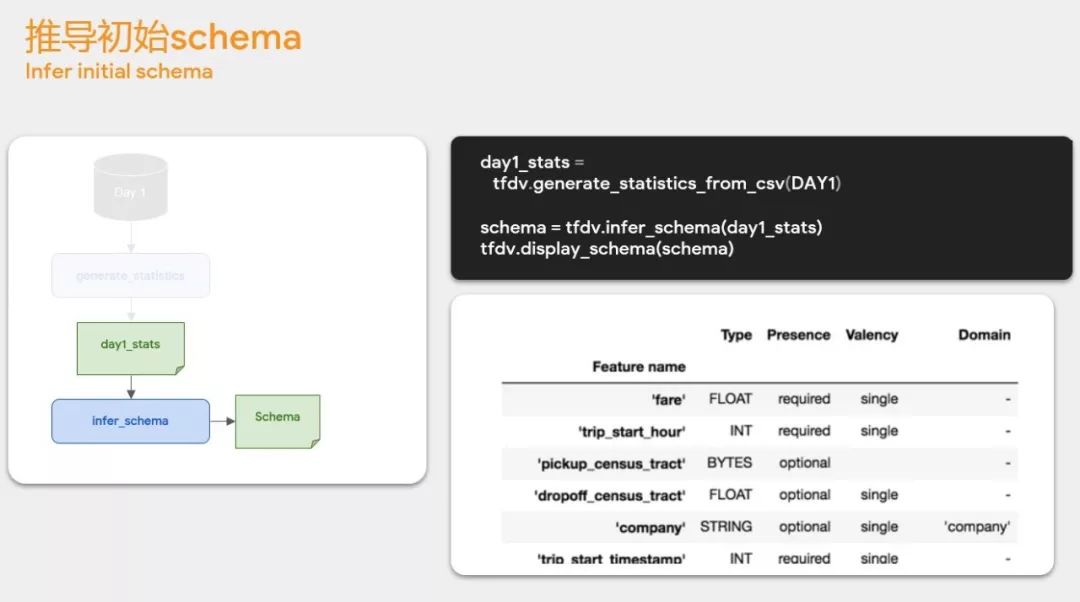 推导初始schema
Infer initial schema
Day 1
generate_statistics
day1_stats
infer_schema
Schema
day1_stats =
tfdv.generate_statistics_from_csv(DAY1)
schema = tfdv.infer_schema(day1_stats)
tfdv.display_schema(schema)
Type Presence Valency Domain
Feature name
'fare' FLOAT required single -
'trip_start_hour' INT required single -
'pickup_census_tract' BYTES optional -
'dropoff_census_tract' FLOAT optional single -
'company' STRING optional single 'company'
'trip_start_timestamp' INT required single -